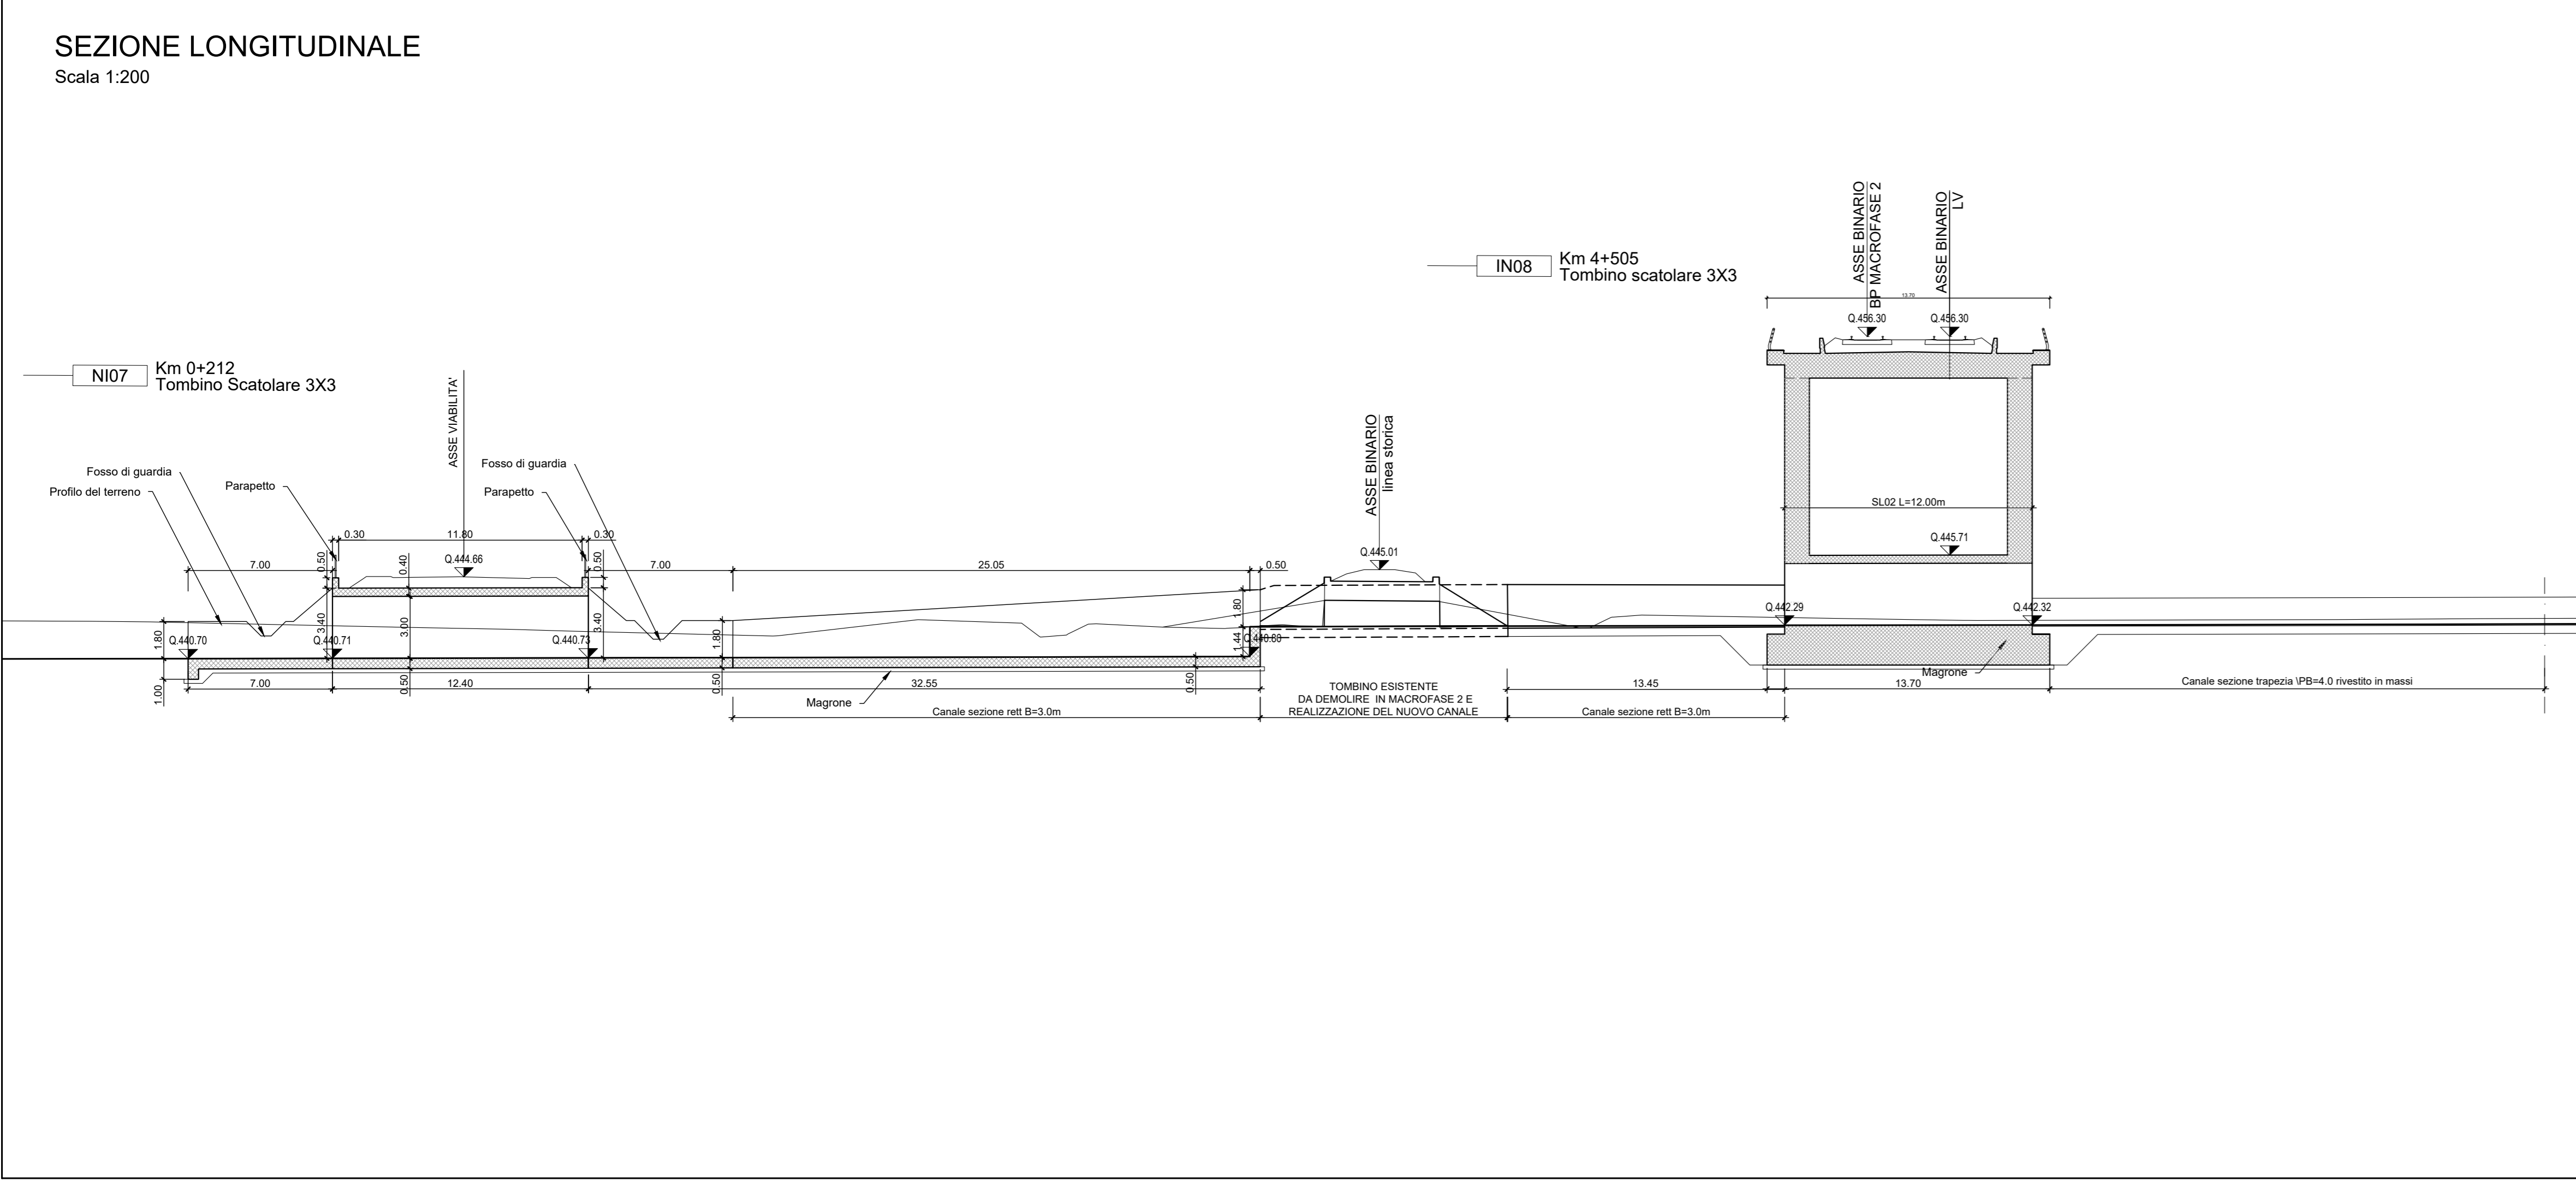 SEZIONE LONGITUDINALE
Scala 1:200
ASSE BINARIO
BP MACROFASE 2
ASSE BINARIO
LV
IN08
Km 4+505
Tombino scatolare 3X3
13.70
Q.456.30
Q.456.30
NI07
Km 0+212
Tombino Scatolare 3X3
ASSE VIABILITA'
ASSE BINARIO
linea storica
Fosso di guardia
Profilo del terreno
Parapetto
Fosso di guardia
Parapetto
SL02 L=12.00m
Q.445.71
0.30
11.80
0.30
7.00
0.50
0.40
Q.444.66
0.50
7.00
25.05
0.50
Q.445.01
1.80
Q.440.70
3.40
Q.440.71
3.00
Q.440.73
3.40
1.80
1.80
1.44
Q.440.80
Q.442.29
Q.442.32
1.00
7.00
12.40
0.50
32.55
0.50
0.50
Magrone
Canale sezione rett B=3.0m
TOMBINO ESISTENTE
DA DEMOLIRE IN MACROFASE 2 E
REALIZZAZIONE DEL NUOVO CANALE
13.45
Canale sezione rett B=3.0m
13.70
Magrone
Canale sezione trapezia \PB=4.0 rivestito in massi